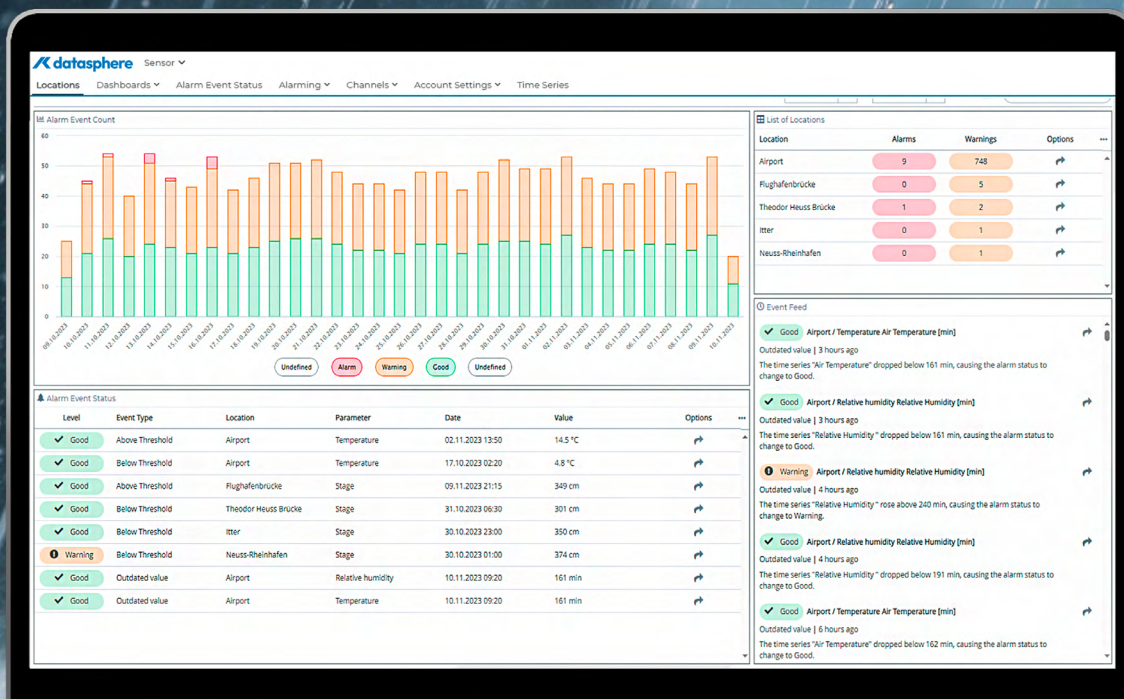 datasphere Sensor
Locations Dashboards Alarm Event Status Alarming Channels Account Settings Time Series
Alarm Event Count
60
50
40
30
20
10
0
09.10.2023 10.10.2023 11.10.2023 12.10.2023 13.10.2023 14.10.2023 15.10.2023 16.10.2023 17.10.2023 18.10.2023 19.10.2023 20.10.2023 21.10.2023 22.10.2023 23.10.2023 24.10.2023 25.10.2023 26.10.2023 27.10.2023 28.10.2023 29.10.2023 30.10.2023 31.10.2023 01.11.2023 02.11.2023 03.11.2023 04.11.2023 05.11.2023 06.11.2023 07.11.2023 08.11.2023 09.11.2023 10.11.2023
Undefined Alarm Warning Good Undefined
List of Locations
Location Alarms Warnings Options
Airport 9 748
Flughafenbrücke 0 5
Theodor Heuss Brücke 1 2
Itter 0 1
Neuss-Rheinhafen 0 1
Alarm Event Status
Level Event Type Location Parameter Date Value Options
Good Above Threshold Airport Temperature 02.11.2023 13:50 14.5 °C
Good Below Threshold Airport Temperature 17.10.2023 02:20 4.8 °C
Good Above Threshold Flughafenbrücke Stage 09.11.2023 21:15 349 cm
Good Below Threshold Theodor Heuss Brücke Stage 31.10.2023 06:30 301 cm
Good Below Threshold Itter Stage 30.10.2023 23:00 350 cm
Warning Below Threshold Neuss-Rheinhafen Stage 30.10.2023 01:00 374 cm
Good Outdated value Airport Relative humidity 10.11.2023 09:20 161 min
Good Outdated value Airport Temperature 10.11.2023 09:20 161 min
Event Feed
Good Airport / Temperature Air Temperature [min]
Outdated value | 3 hours ago
The time series "Air Temperature" dropped below 161 min, causing the alarm status to
change to Good.
Good Airport / Relative humidity Relative Humidity [min]
Outdated value | 3 hours ago
The time series "Relative Humidity " dropped below 161 min, causing the alarm status to
change to Good.
Warning Airport / Relative humidity Relative Humidity [min]
Outdated value | 4 hours ago
The time series "Relative Humidity " rose above 240 min, causing the alarm status to
change to Warning.
Good Airport / Relative humidity Relative Humidity [min]
Outdated value | 4 hours ago
The time series "Relative Humidity " dropped below 191 min, causing the alarm status to
change to Good.
Good Airport / Temperature Air Temperature [min]
Outdated value | 6 hours ago
The time series "Air Temperature" dropped below 162 min, causing the alarm status to
change to Good.